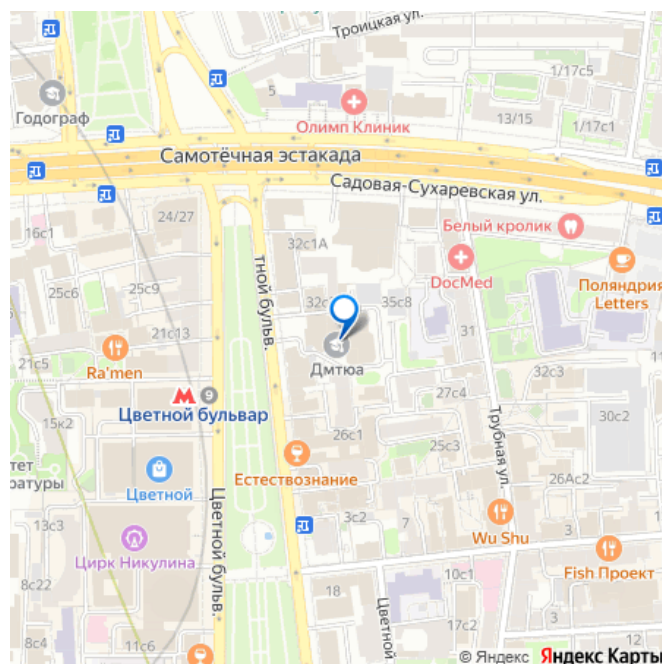 Троицкая ул.
1/17с5
5
Годограф
Олимп Клиник
13/15
1/17с1
Самотёчная эстакада
Садовая-Сухаревская ул.
16с1
24/27
32с1А
Белый кролик
DocMed
Поляндрия
Letters
25с6
25с9
35с8
21с13
31
21с5
Ra'men
Дмтюа
32с3
27с4
М
9
Цветной бульвар
15к2
26с1
25с3
30с2
Трубная ул.
Цветной
Естествознание
26Ас2
13с3
Цветной бульв.
3с2
7
Wu Shu
3
3
Цирк Никулина
Fish Проект
8с22
18
10с1
Цветной
8с4
11с6
© Яндекс Яндекс Карты